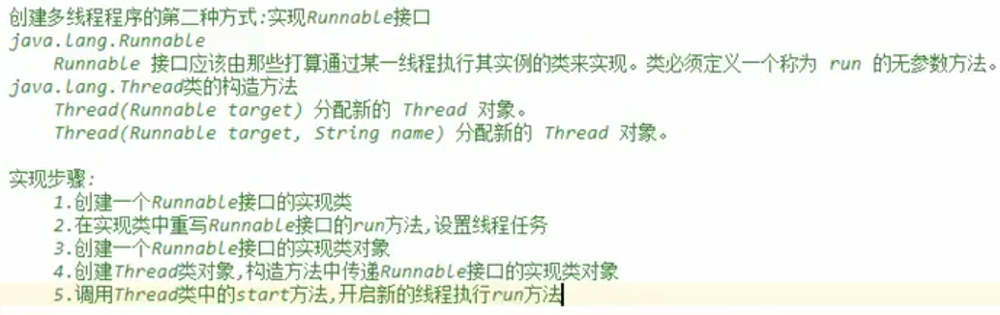 创建多线程程序的第二种方式:实现Runnable接口
java.lang.Runnable
Runnable 接口应该由那些打算通过某一线程执行其实例的类来实现。类必须定义一个称为 run 的无参数方法。
java.lang.Thread类的构造方法
Thread(Runnable target) 分配新的 Thread 对象。
Thread(Runnable target, String name) 分配新的 Thread 对象。
实现步骤:
1.创建一个Runnable接口的实现类
2.在实现类中重写Runnable接口的run方法,设置线程任务
3.创建一个Runnable接口的实现类对象
4.创建Thread类对象,构造方法中传递Runnable接口的实现类对象
5.调用Thread类中的start方法,开启新的线程执行run方法